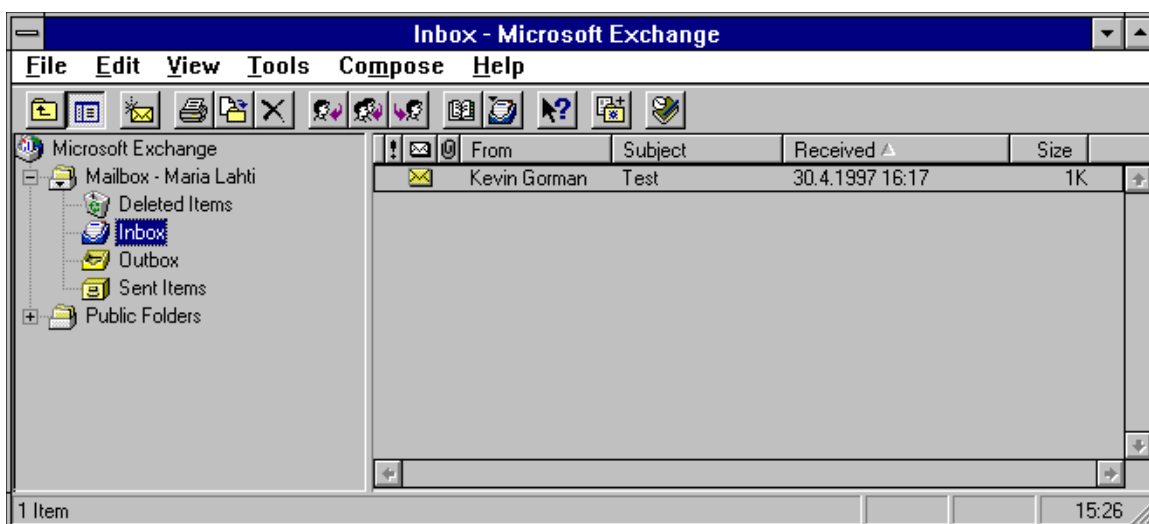 Inbox - Microsoft Exchange
File Edit View Tools Compose Help
Microsoft Exchange
Mailbox - Maria Lahti
Deleted Items
Inbox
Outbox
Sent Items
Public Folders
From Subject Received Size
Kevin Gorman Test 30.4.1997 16:17 1K
1 Item 15:26